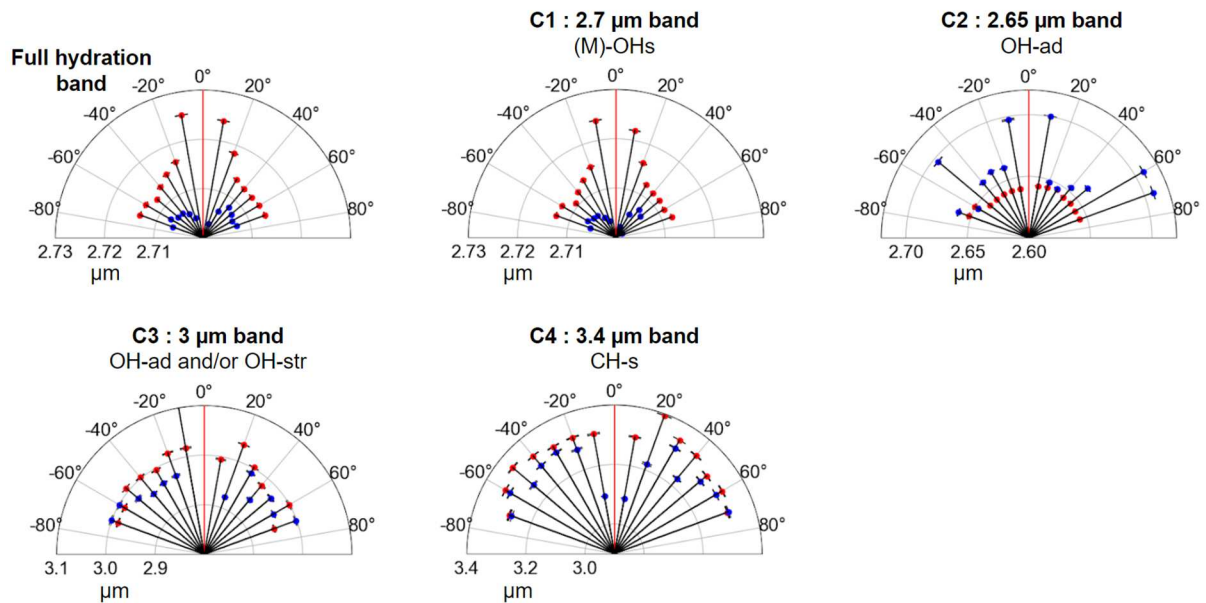 Full hydration
band
-80°
-60°
-40°
-20°
0°
20°
40°
60°
80°
2.73 2.72 2.71
µm
C1 : 2.7 µm band
(M)-OHs
-80°
-60°
-40°
-20°
0°
20°
40°
60°
80°
2.73 2.72 2.71
µm
C2 : 2.65 µm band
OH-ad
-80°
-60°
-40°
-20°
0°
20°
40°
60°
80°
2.70 2.65 2.60
µm
C3 : 3 µm band
OH-ad and/or OH-str
-80°
-60°
-40°
-20°
0°
20°
40°
60°
80°
3.1 3.0 2.9
µm
C4 : 3.4 µm band
CH-s
-80°
-60°
-40°
-20°
0°
20°
40°
60°
80°
3.4 3.2 3.0
µm